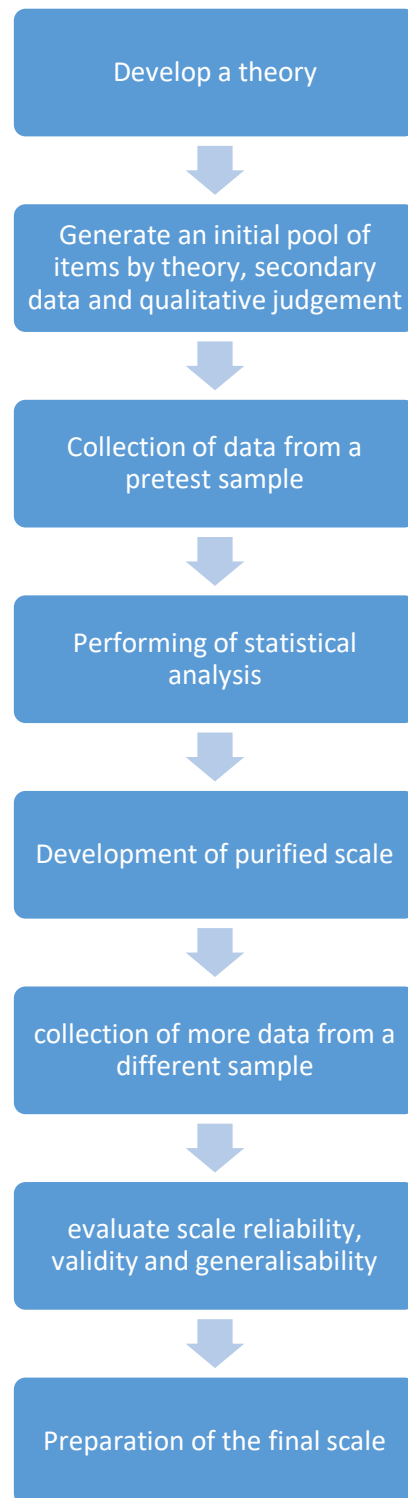 Develop a theory
Generate an initial pool of
items by theory, secondary
data and qualitative judgement
Collection of data from a
pretest sample
Performing of statistical
analysis
Development of purified scale
collection of more data from a
different sample
evaluate scale reliability,
validity and generalisability
Preparation of the final scale